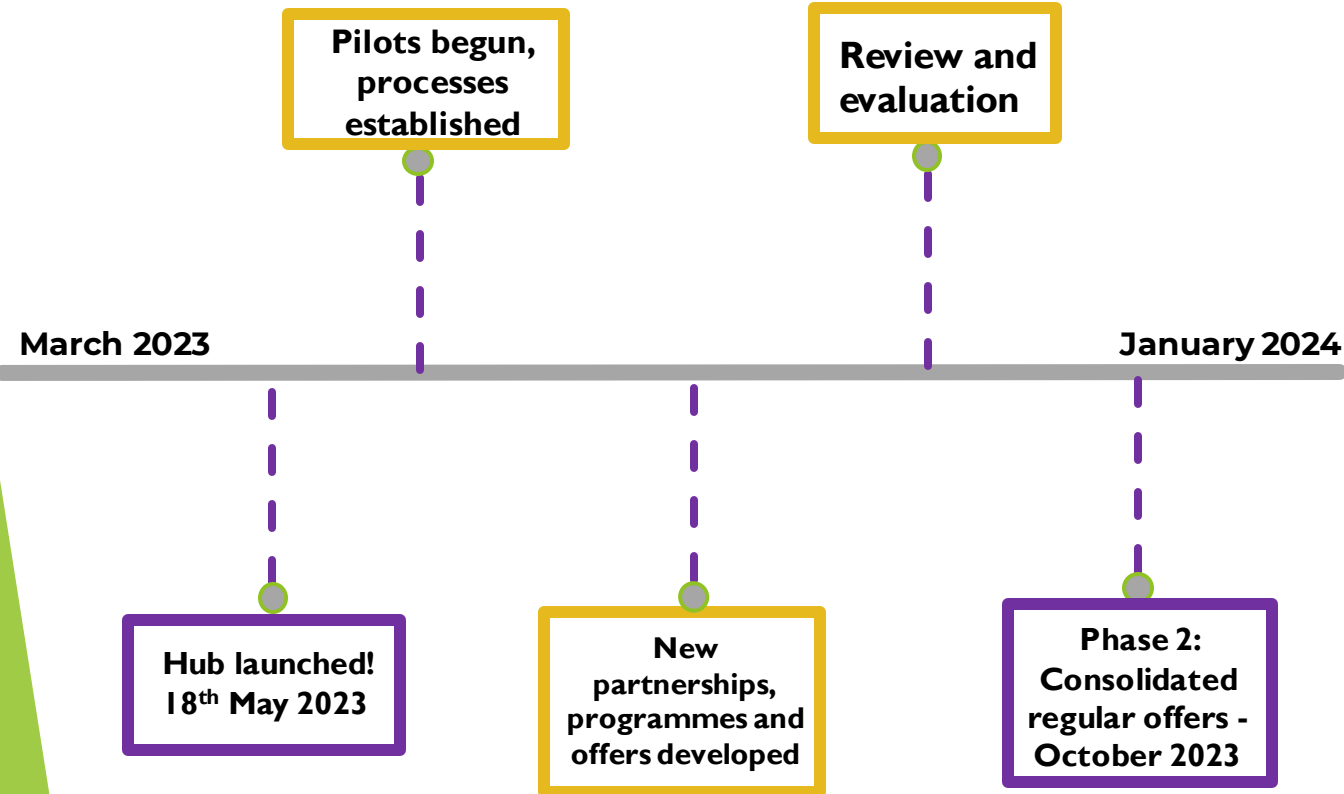 Pilots begun,
processes
established
Review and
evaluation
March 2023
January 2024
Hub launched!
18th May 2023
New
partnerships,
programmes and
offers developed
Phase 2:
Consolidated
regular offers -
October 2023